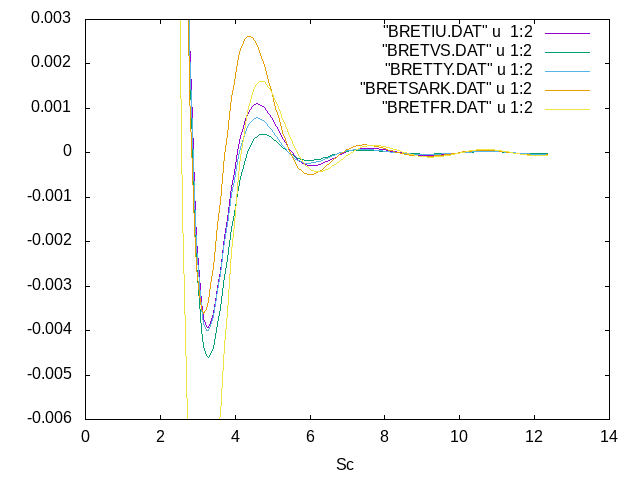 0.003
0.002
0.001
0
-0.001
-0.002
-0.003
-0.004
-0.005
-0.006
"BRETIU.DAT" u  1:2
"BRETVS.DAT" u 1:2
"BRETTY.DAT" u 1:2
"BRETSARK.DAT" u 1:2
"BRETFR.DAT" u 1:2
0 2 4 6 8 10 12 14
Sc